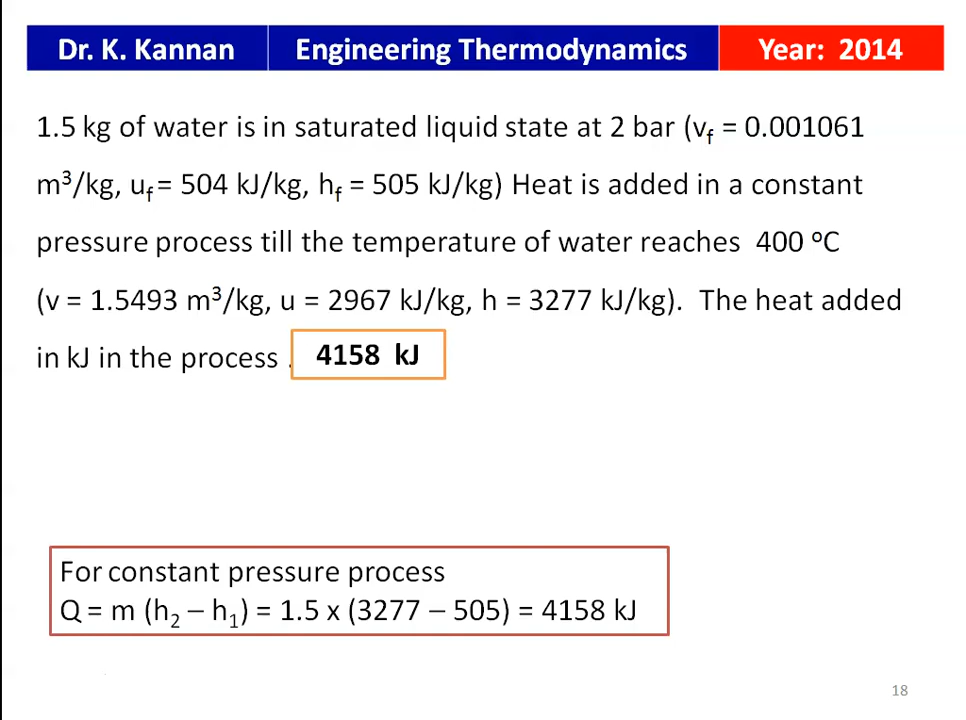 Dr. K. Kannan Engineering Thermodynamics Year: 2014
1.5 kg of water is in saturated liquid state at 2 bar (v_f = 0.001061
m³/kg, u_f = 504 kJ/kg, h_f = 505 kJ/kg) Heat is added in a constant
pressure process till the temperature of water reaches 400 ºC
(v = 1.5493 m³/kg, u = 2967 kJ/kg, h = 3277 kJ/kg). The heat added
in kJ in the process . 4158 kJ
For constant pressure process
Q = m (h₂ – h₁) = 1.5 x (3277 – 505) = 4158 kJ
18